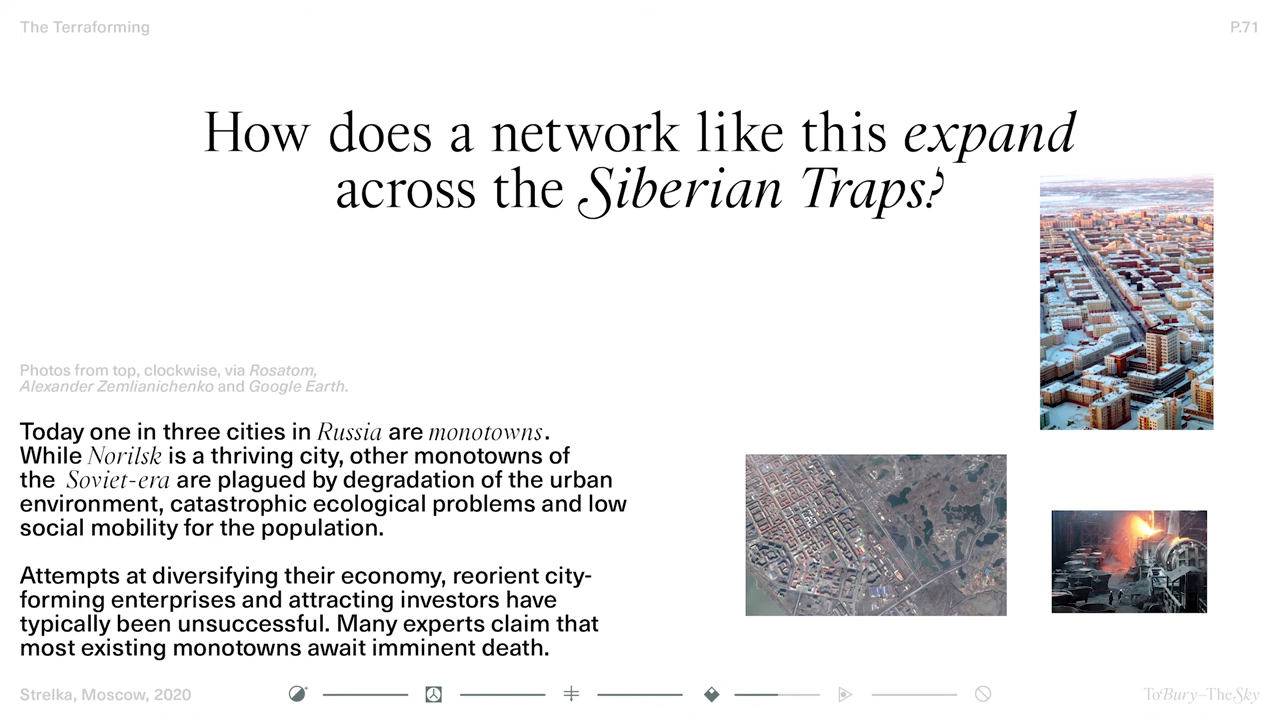 The Terraforming
P.71
How does a network like this expand
across the Siberian Traps?
Photos from top, clockwise, via Rosatom,
Alexander Zemlianichenko and Google Earth.
Today one in three cities in Russia are monotowns.
While Norilsk is a thriving city, other monotowns of
the Soviet-era are plagued by degradation of the urban
environment, catastrophic ecological problems and low
social mobility for the population.
Attempts at diversifying their economy, reorient city-
forming enterprises and attracting investors have
typically been unsuccessful. Many experts claim that
most existing monotowns await imminent death.
Strelka, Moscow, 2020
ToBury–TheSky